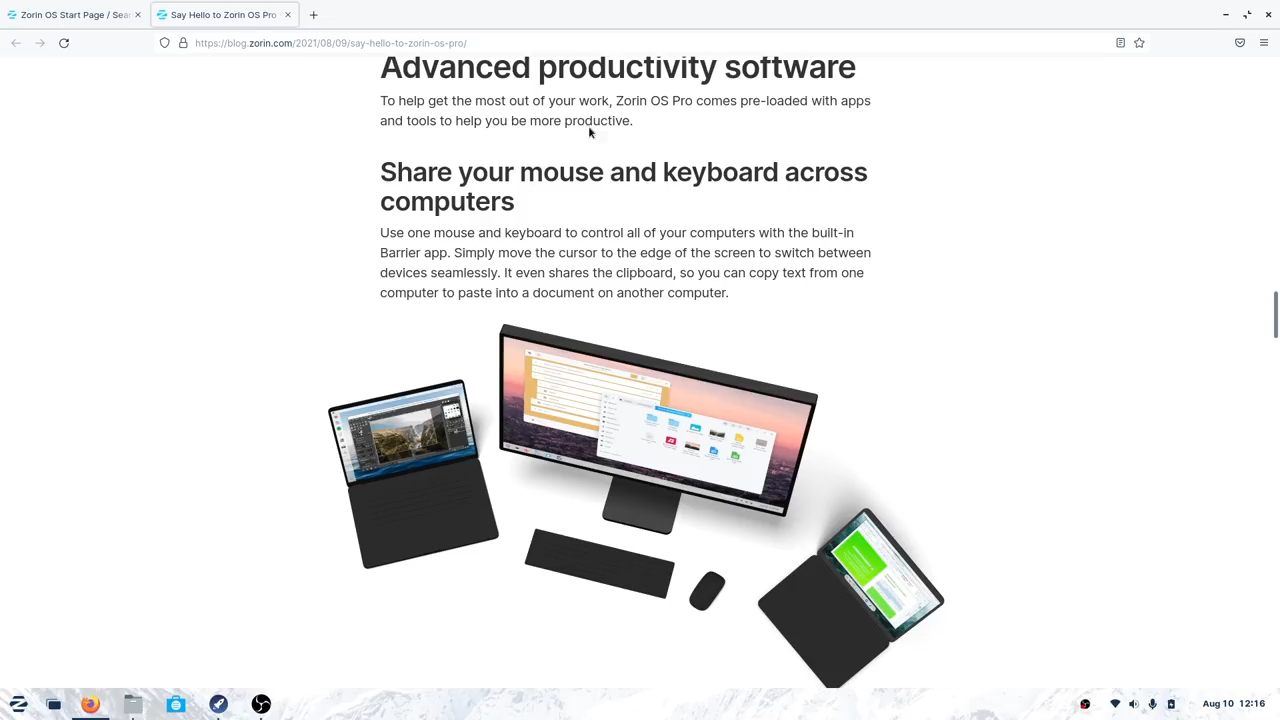 Zorin OS Start Page / Sear
Say Hello to Zorin OS Pro
https://blog.zorin.com/2021/08/09/say-hello-to-zorin-os-pro/
Advanced productivity software
To help get the most out of your work, Zorin OS Pro comes pre-loaded with apps
and tools to help you be more productive.
Share your mouse and keyboard across
computers
Use one mouse and keyboard to control all of your computers with the built-in
Barrier app. Simply move the cursor to the edge of the screen to switch between
devices seamlessly. It even shares the clipboard, so you can copy text from one
computer to paste into a document on another computer.
Aug 10 12:16